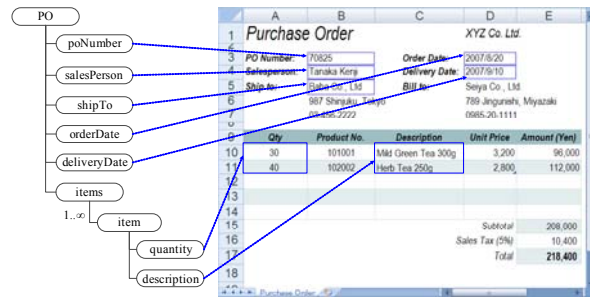 PO
poNumber
salesPerson
shipTo
orderDate
deliveryDate
items
1..∞
item
quantity
description
A B C D E
1 Purchase Order XYZ Co. Ltd.
3 PO Number: 70825 Order Date: 2007/8/20
4 Salesperson: Tanaka Kenji Delivery Date: 2007/9/10
5 Ship to: Baba Co., Ltd Bill to: Seiya Co., Ltd
6 987 Shinjuku, Tokyo 789 Jingunishi, Miyazaki
7 0985-20-1111
9 Qty Product No. Description Unit Price Amount (Yen)
10 30 101001 Mild Green Tea 300g 3,200 96,000
11 40 102002 Herb Tea 250g 2,800 112,000
12
13
14
15 Subtotal 208,000
16 Sales Tax (5%) 10,400
17 Total 218,400
18
Purchase Order